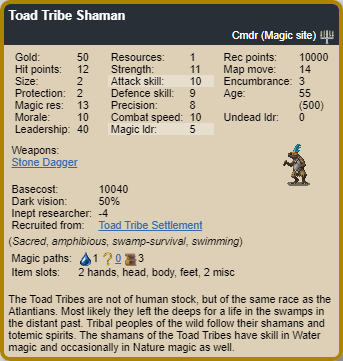 Toad Tribe Shaman
Cmdr (Magic site)
Gold: 50 Resources: 1 Rec points: 10000
Hit points: 12 Strength: 11 Map move: 14
Size: 2 Attack skill: 10 Encumbrance: 3
Protection: 2 Defence skill: 9 Age: 55
Magic res: 13 Precision: 8 (500)
Morale: 10 Combat speed: 10 Undead ldr: 0
Leadership: 40 Magic ldr: 5
Weapons:
Stone Dagger
Basecost: 10040
Dark vision: 50%
Inept researcher: -4
Recruited from: Toad Tribe Settlement
(Sacred, amphibious, swamp-survival, swimming)
Magic paths: 1 ? 0 3
Item slots: 2 hands, head, body, feet, 2 misc
The Toad Tribes are not of human stock, but of the same race as the
Atlantians. Most likely they left the deeps for a life in the swamps in
the distant past. Tribal peoples of the wild follow their shamans and
totemic spirits. The shamans of the Toad Tribes have skill in Water
magic and occasionally in Nature magic as well.